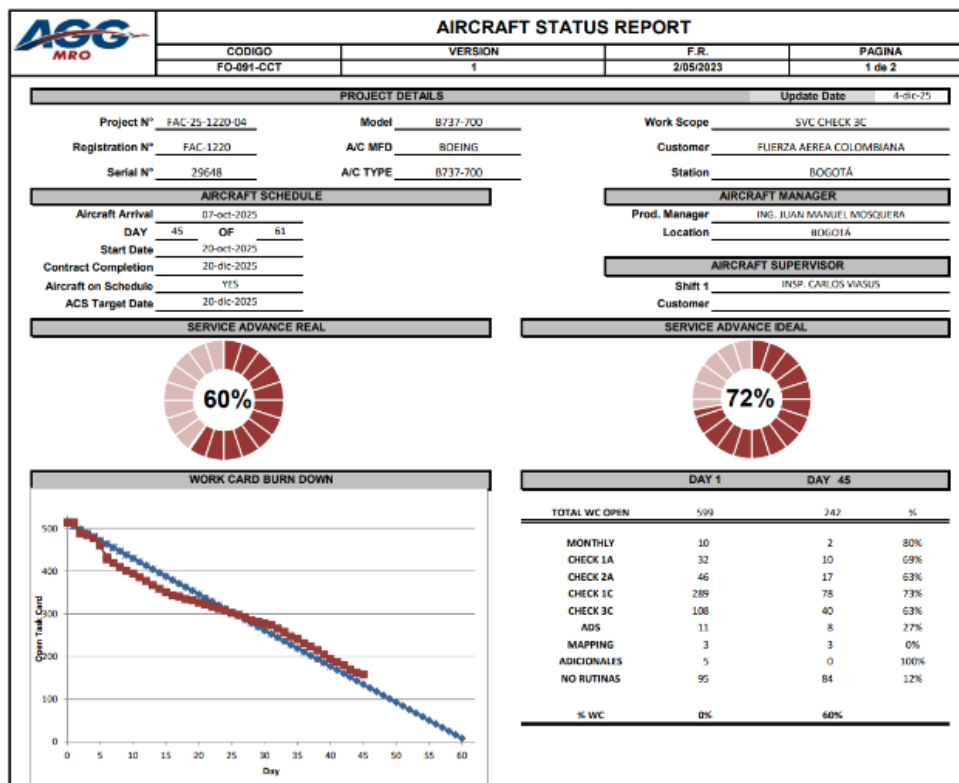 AGG
MRO
AIRCRAFT STATUS REPORT
CODIGO VERSION F.R. PAGINA
FO-091-CCT 1 2/05/2023 1 de 2
PROJECT DETAILS Update Date 4-dic-25
Project N° FAC-25-1220-04 Model B737-700 Work Scope SVC CHECK 3C
Registration N° FAC-1220 A/C MFD BOEING Customer FUERZA AEREA COLOMBIANA
Serial N° 29648 A/C TYPE B737-700 Station BOGOTÁ
AIRCRAFT SCHEDULE AIRCRAFT MANAGER
Aircraft Arrival 07-oct-2025 Prod. Manager ING. JUAN MANUEL MOSQUERA
DAY 45 OF 61 Location BOGOTÁ
Start Date 20-oct-2025
Contract Completion 20-dic-2025 AIRCRAFT SUPERVISOR
Aircraft on Schedule YES Shift 1 INSP. CARLOS VIASUS
ACS Target Date 20-dic-2025 Customer
SERVICE ADVANCE REAL SERVICE ADVANCE IDEAL
60% 72%
WORK CARD BURN DOWN
500
400
300
200
100
0
Open Task Card
0 5 10 15 20 25 30 35 40 45 50 55 60
Day
DAY 1 DAY 45
TOTAL WC OPEN 599 242 %
MONTHLY 10 2 80%
CHECK 1A 32 10 69%
CHECK 2A 46 17 63%
CHECK 1C 289 78 73%
CHECK 3C 108 40 63%
ADS 11 8 27%
MAPPING 3 3 0%
ADICIONALES 5 0 100%
NO RUTINAS 95 84 12%
% WC 0% 60%